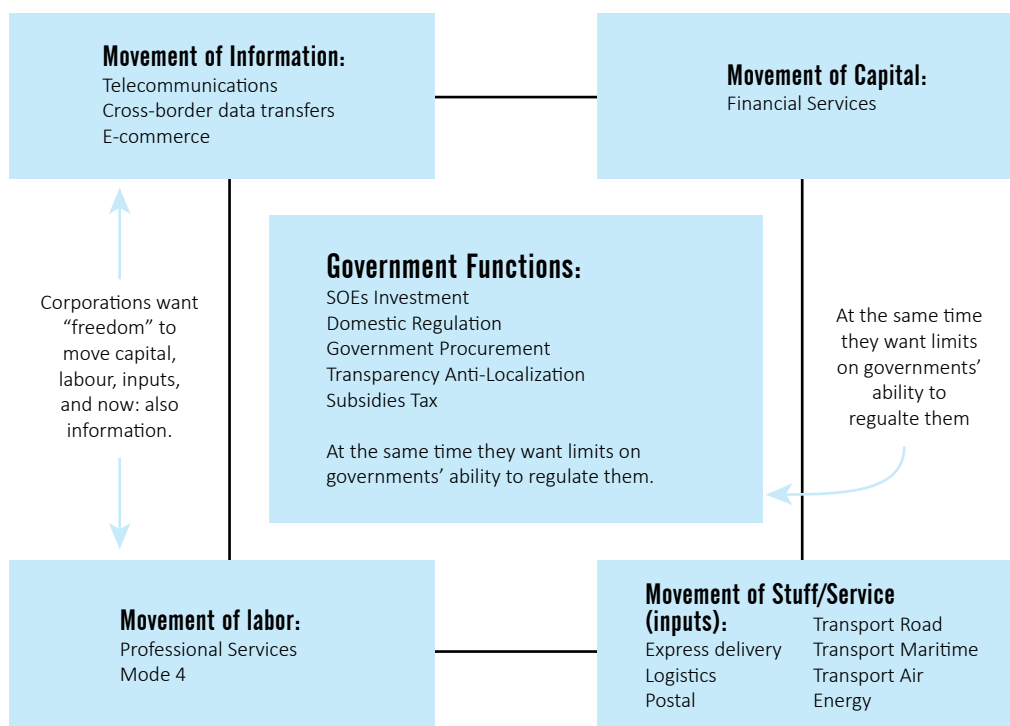 Movement of Information:
Telecommunications
Cross-border data transfers
E-commerce
Movement of Capital:
Financial Services
Corporations want
“freedom” to
move capital,
labour, inputs,
and now: also
information.
Government Functions:
SOEs Investment
Domestic Regulation
Government Procurement
Transparency Anti-Localization
Subsidies Tax
At the same time they want limits on
governments’ ability to regulate them.
At the same time
they want limits
on governments’
ability to
regualte them
Movement of labor:
Professional Services
Mode 4
Movement of Stuff/Service
(inputs):
Express delivery
Logistics
Postal
Transport Road
Transport Maritime
Transport Air
Energy